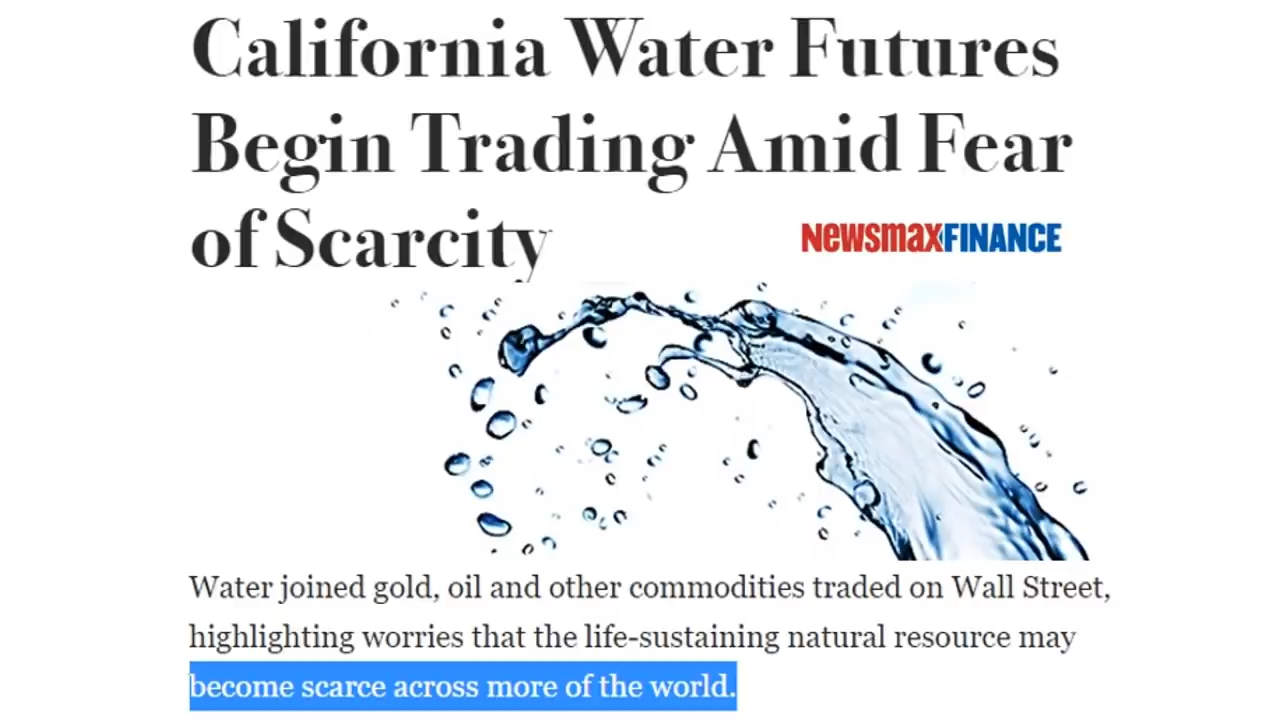 California Water Futures
Begin Trading Amid Fear
of Scarcity
NewsmaxFINANCE
Water joined gold, oil and other commodities traded on Wall Street,
highlighting worries that the life-sustaining natural resource may
become scarce across more of the world.